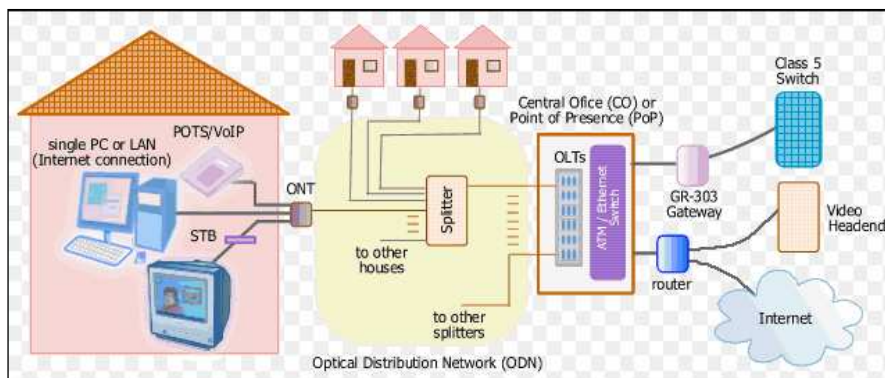 single PC or LAN
(Internet connection)
POTS/VoIP
STB
ONT
Splitter
to other
houses
to other
splitters
Optical Distribution Network (ODN)
Central Ofice (CO) or
Point of Presence (PoP)
OLTs
ATM / Ethernet
Switch
GR-303
Gateway
Class 5
Switch
router
Video
Headend
Internet